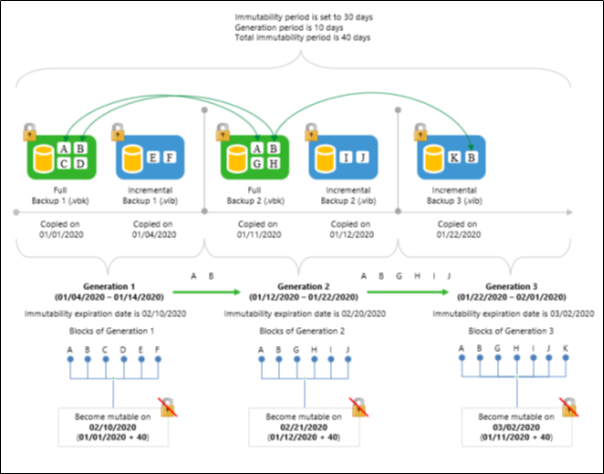 Immutability period is set to 30 days
Generation period is 10 days
Total immutability period is 40 days
A B
C D
E F
A B
G H
I J
K B
Full
Backup 1 (.vbk)
Incremental
Backup 1 (.vib)
Full
Backup 2 (.vbk)
Incremental
Backup 2 (.vib)
Incremental
Backup 3 (.vib)
Copied on
01/01/2020
Copied on
01/04/2020
Copied on
01/11/2020
Copied on
01/12/2020
Copied on
01/22/2020
Generation 1
(01/04/2020 – 01/14/2020)
A B
Generation 2
(01/12/2020 – 01/22/2020)
A B G H I J
Generation 3
(01/22/2020 – 02/01/2020)
Immutability expiration date is 02/10/2020
Immutability expiration date is 02/20/2020
Immutability expiration date is 03/02/2020
Blocks of Generation 1
Blocks of Generation 2
Blocks of Generation 3
A B C D E F
A B G H I J
A B G H I J K
Become mutable on
02/10/2020
(01/01/2020 + 40)
Become mutable on
02/21/2020
(01/12/2020 + 40)
Become mutable on
03/02/2020
(01/11/2020 + 40)